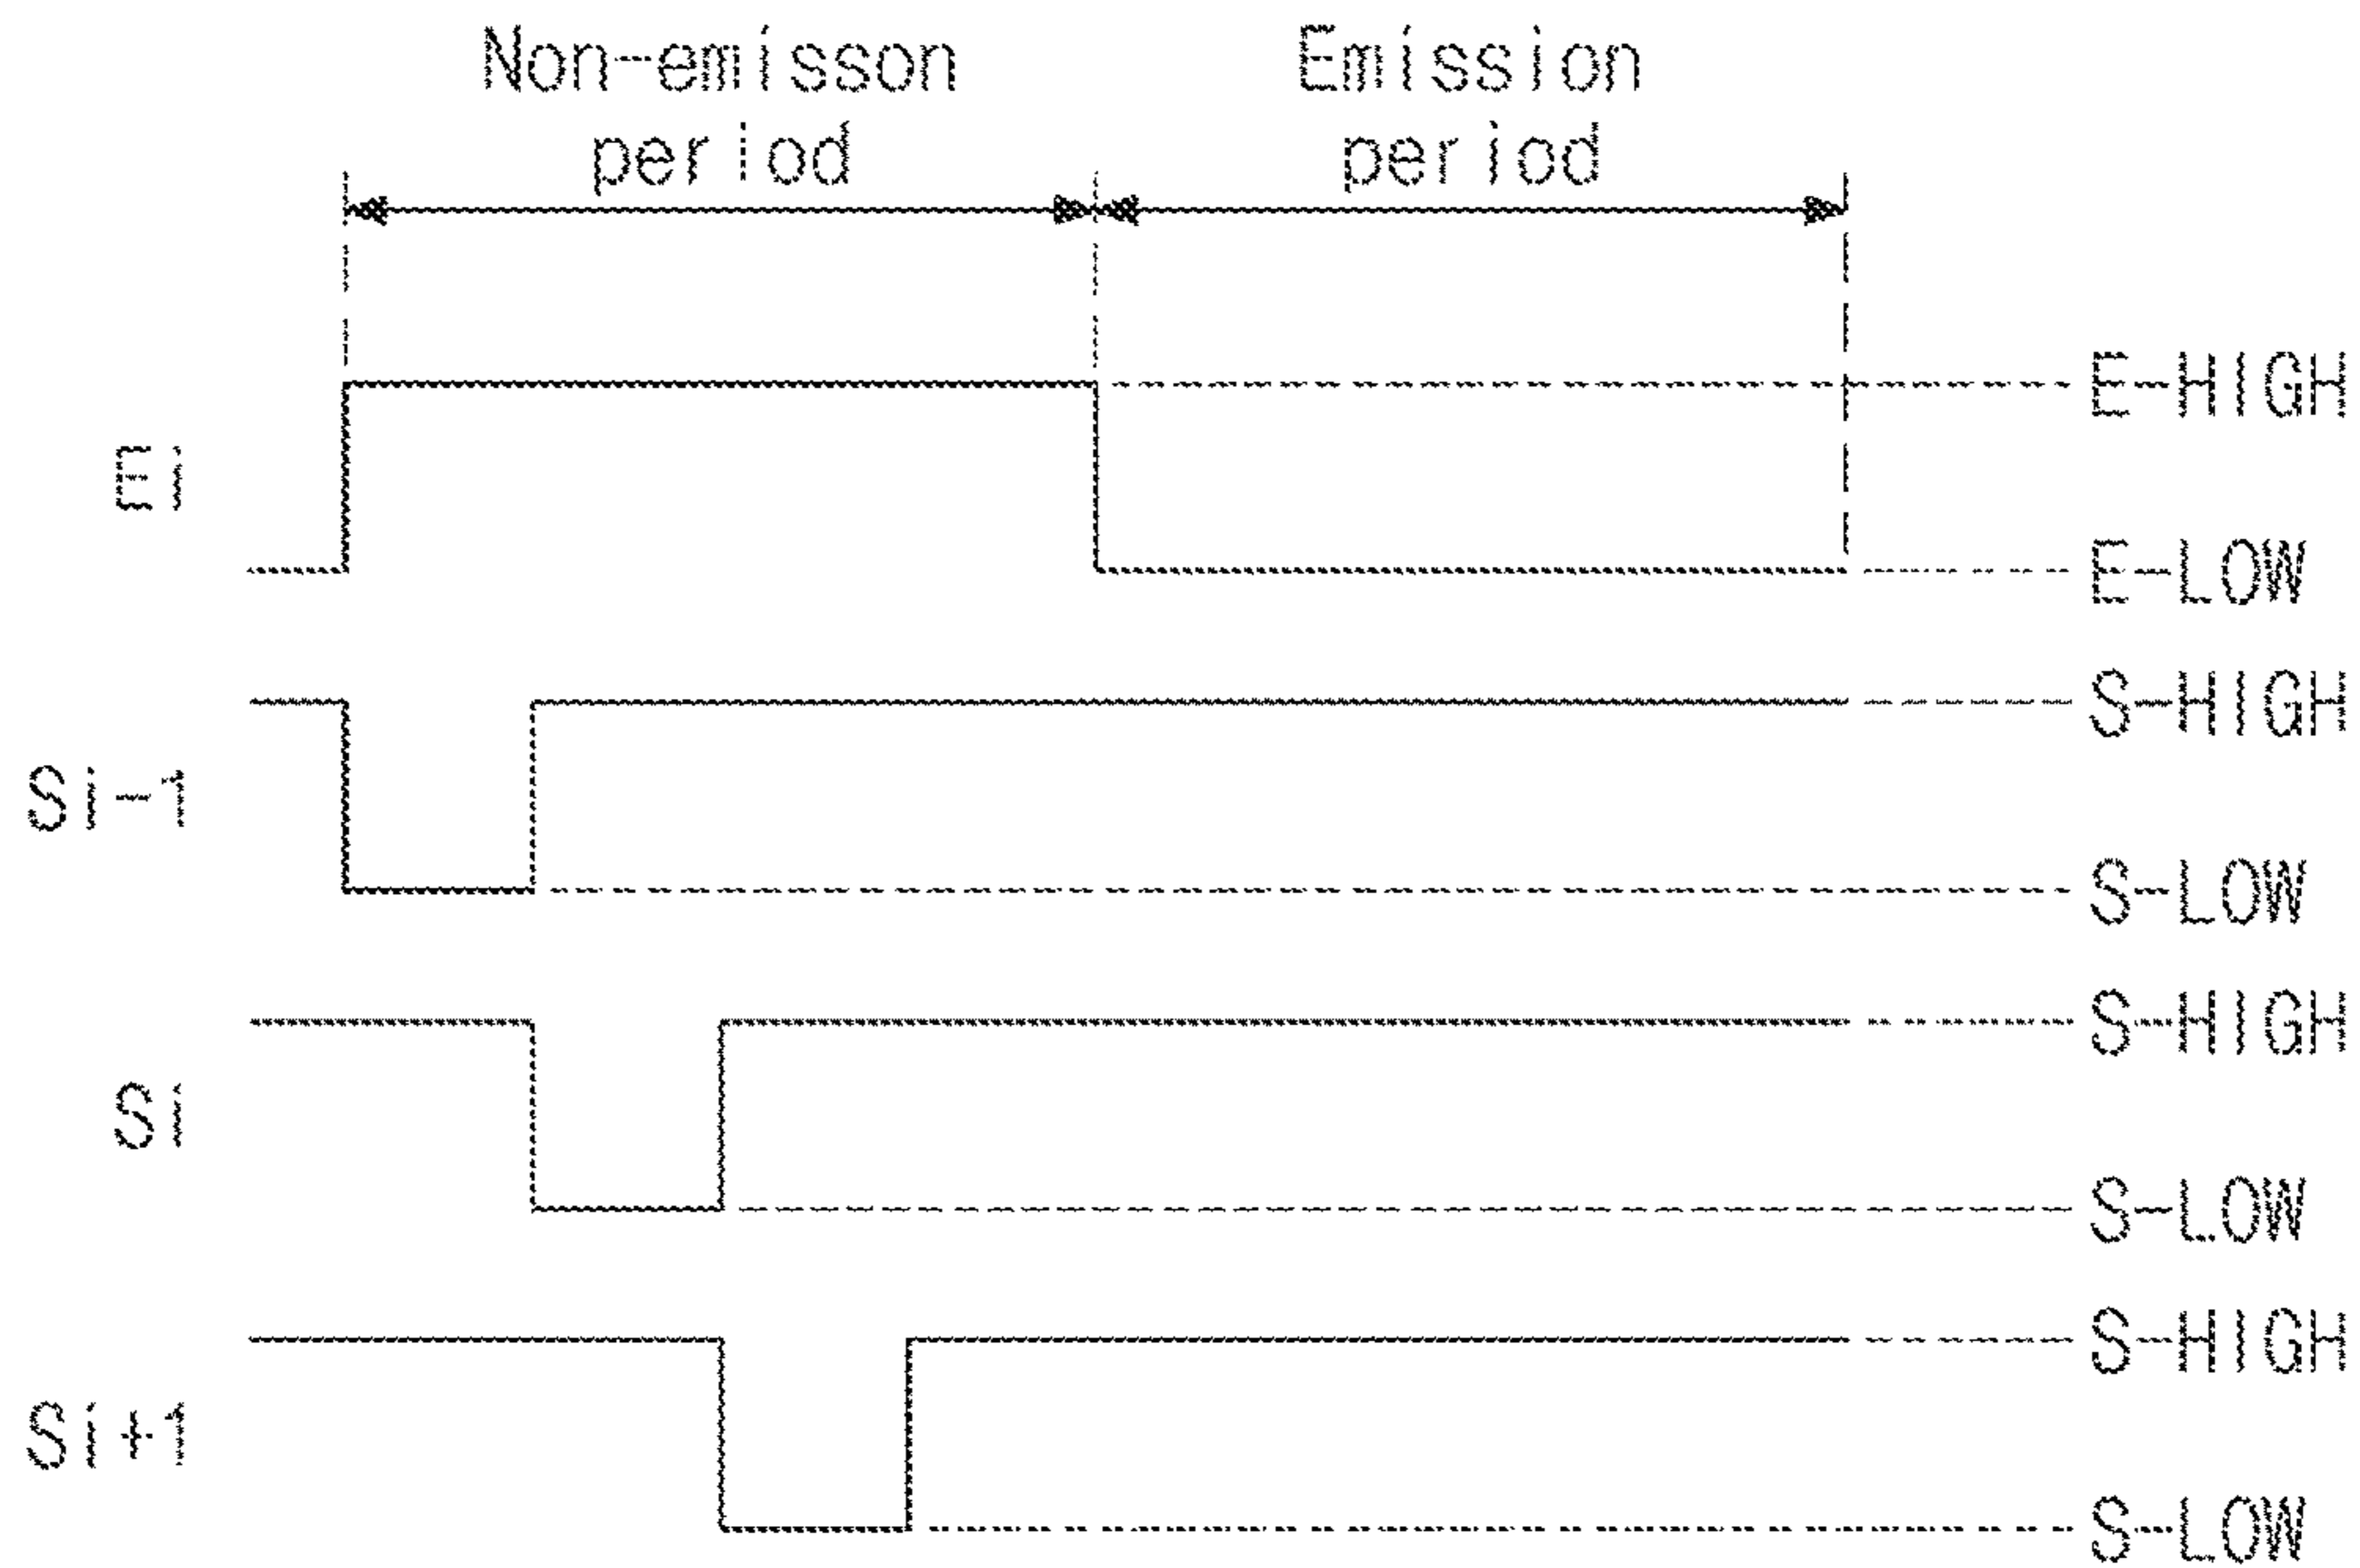 Non-emisson
period
Emission
period
Ei
E-HIGH
E-LOW
Si-1
S-HIGH
S-LOW
Si
S-HIGH
S-LOW
Si+1
S-HIGH
S-LOW